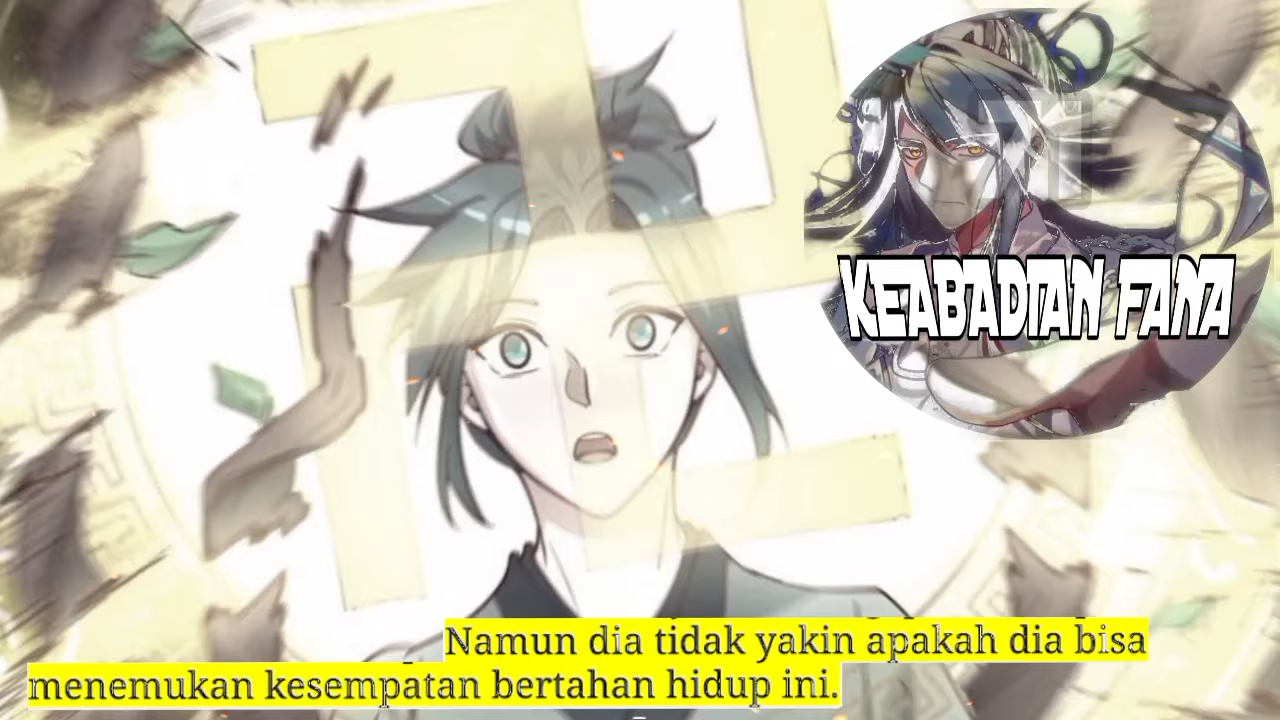 KEABADIAN FANA
Namun dia tidak yakin apakah dia bisa
menemukan kesempatan bertahan hidup ini.